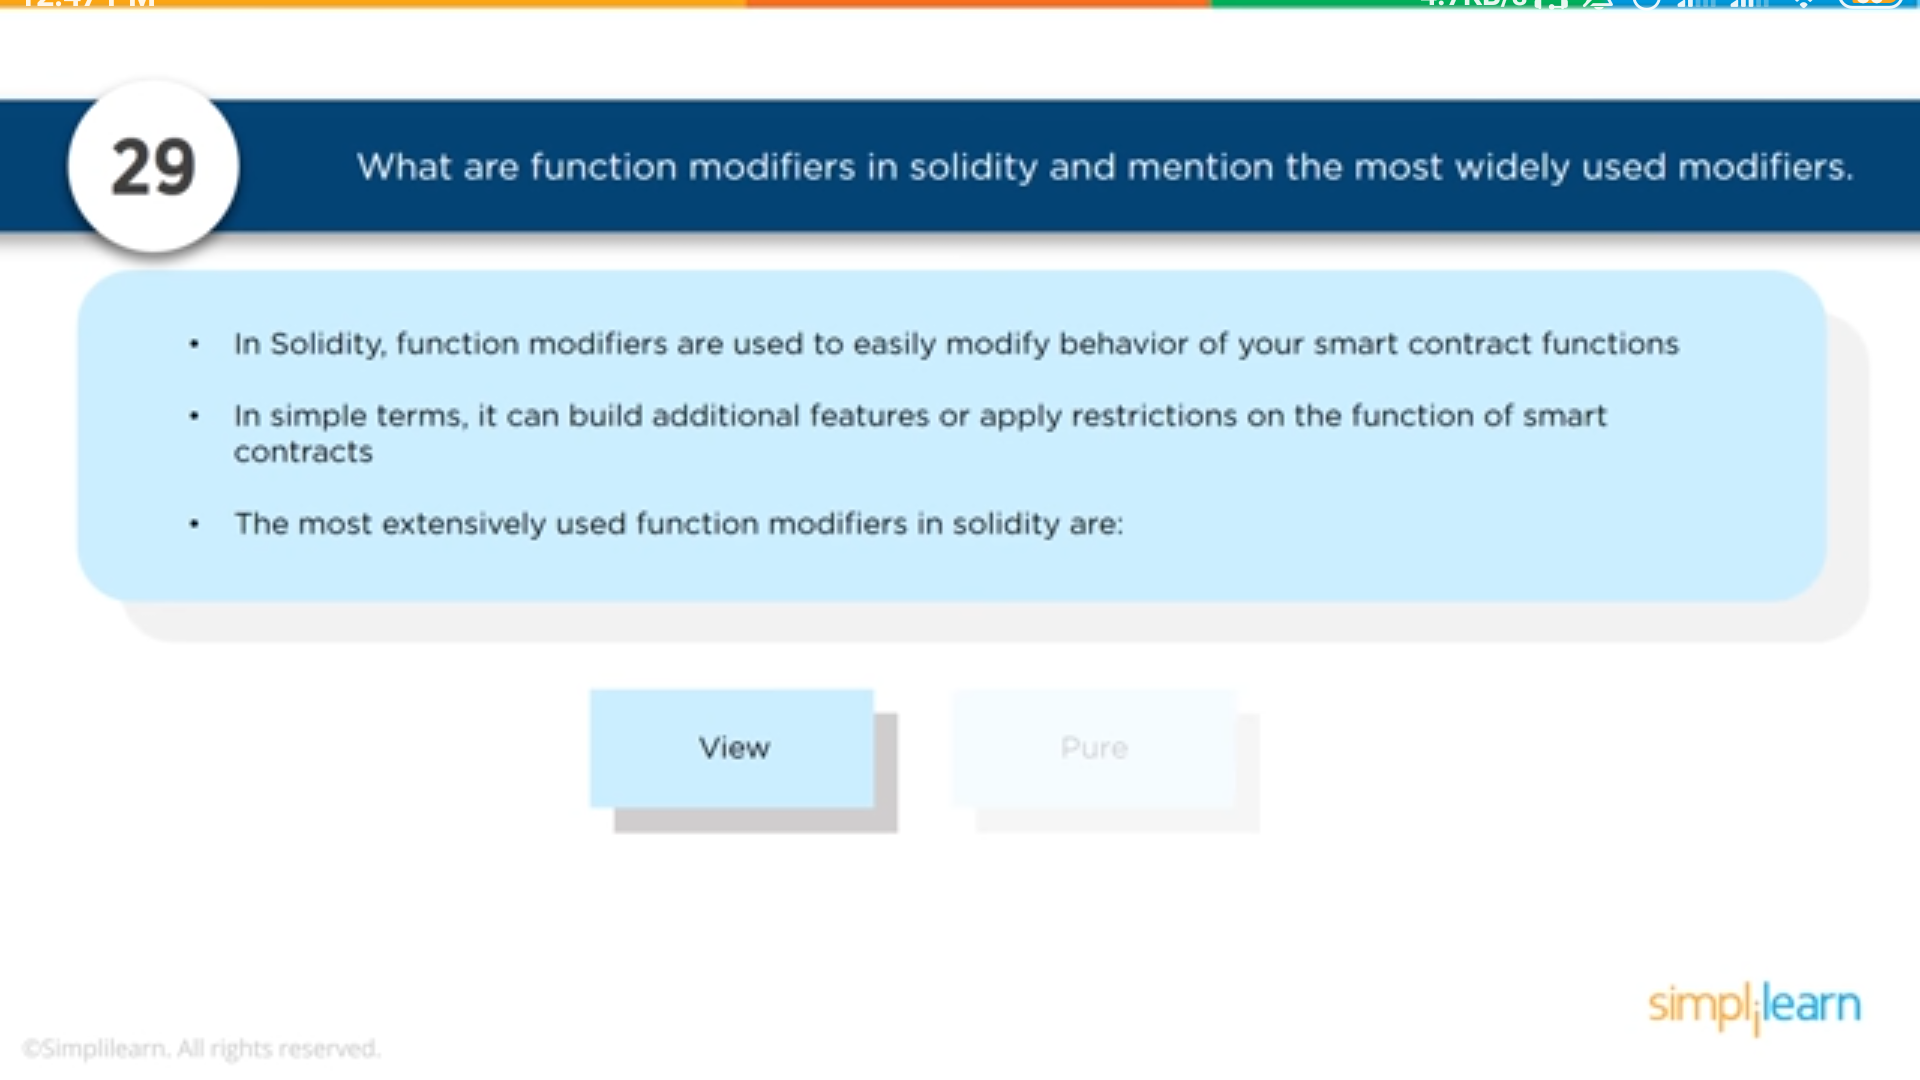 29
What are function modifiers in solidity and mention the most widely used modifiers.
• In Solidity, function modifiers are used to easily modify behavior of your smart contract functions
• In simple terms, it can build additional features or apply restrictions on the function of smart
contracts
• The most extensively used function modifiers in solidity are:
View
Pure
simplilearn
©Simplilearn. All rights reserved.